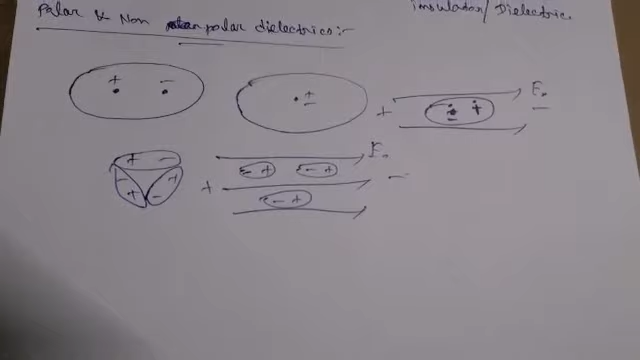 insulator/Dielectric
Polar & Non polar dielectrics:-
+ -
+
-
+ E₀
- + -
+ - E₀
- + - +
- + + -
+ -
- +